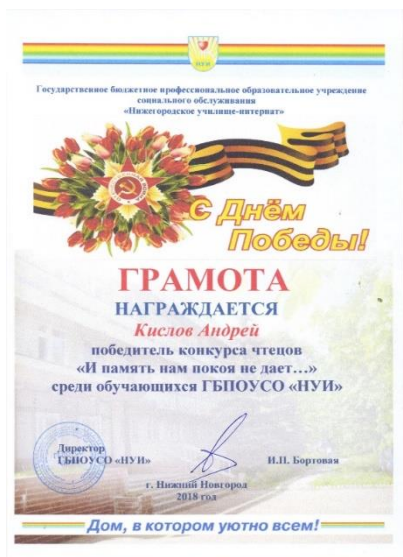 НУИ
Государственное бюджетное профессиональное образовательное учреждение
социального обслуживания
«Нижегородское училище-интернат»
С Днём
Победы!
ГРАМОТА
НАГРАЖДАЕТСЯ
Кислов Андрей
победитель конкурса чтецов
«И память нам покоя не дает…»
среди обучающихся ГБПОУСО «НУИ»
Директор
ГБПОУСО «НУИ»
И.П. Бортовая
г. Нижний Новгород
2018 год
Дом, в котором уютно всем!